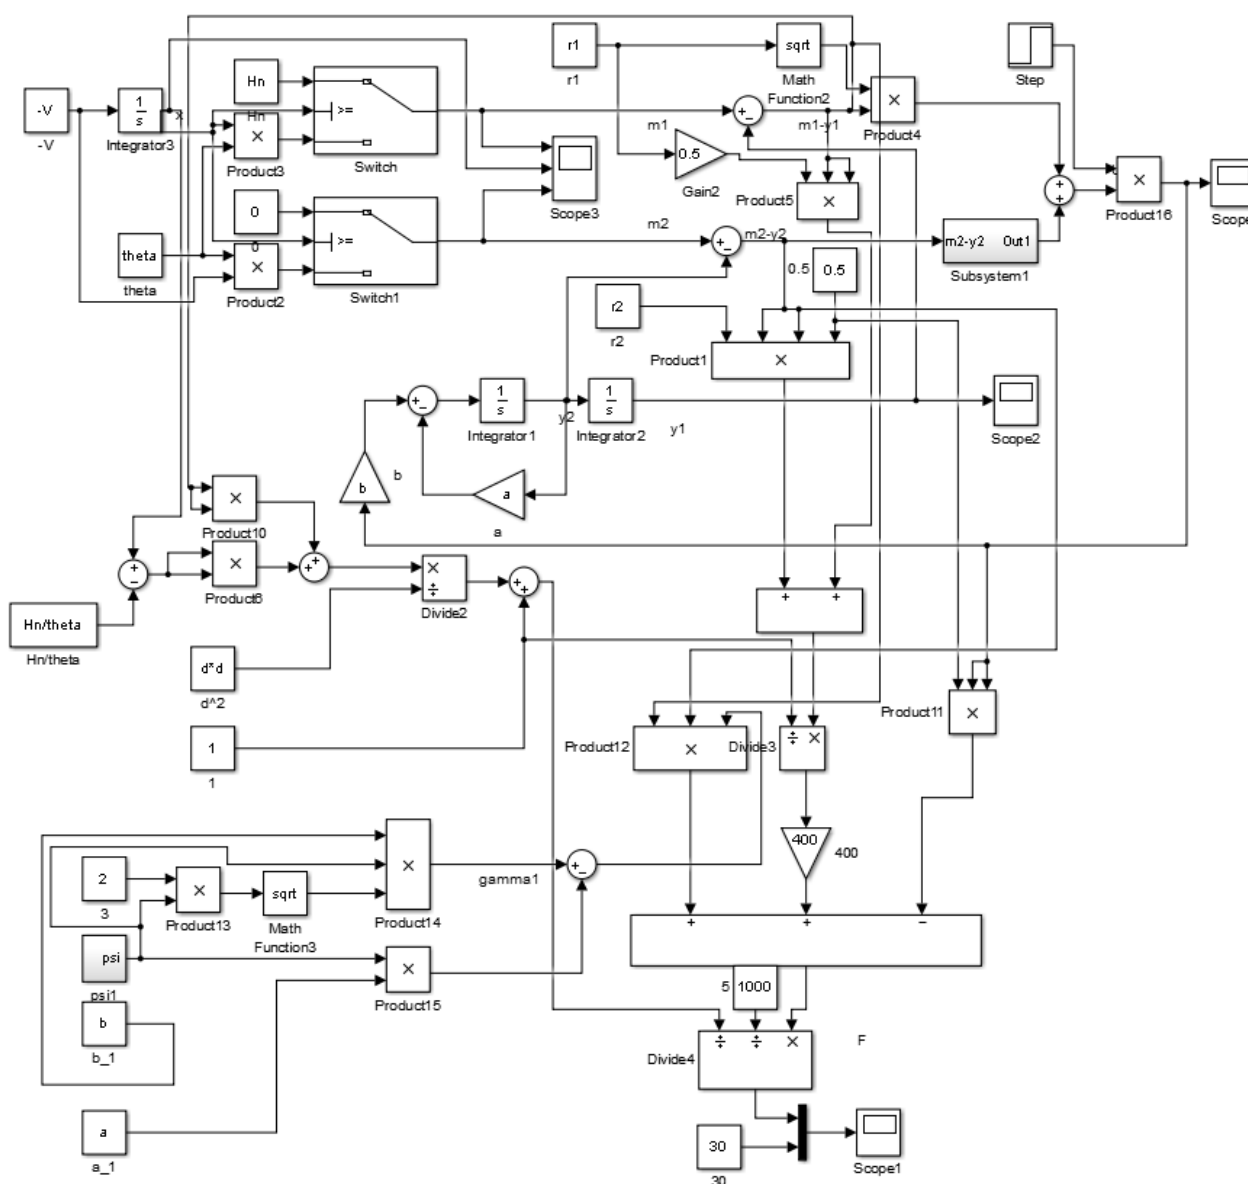 r1
r1
sqrt
Math
Function2
Step
-V
-V
1
s
Integrator3
x
Hn
Hn
>=
Switch
×
Product3
m1
+
−
m1-y1
×
Product4
0.5
Gain2
Scope3
×
Product5
+
+
×
Product16
Scope
0
0
>=
Switch1
theta
theta
×
Product2
m2
+
−
m2-y2
0.5
0.5
m2-y2
Out1
Subsystem1
r2
r2
Product1
×
+
−
1
s
Integrator1
y2
1
s
Integrator2
y1
Scope2
b
b
a
a
×
Product10
+
−
×
Product6
+
+
×
÷
Divide2
+
+
Hn/theta
Hn/theta
d*d
d^2
+
+
1
1
Product12
×
Divide3
÷
×
Product11
×
400
400
2
3
×
Product13
sqrt
Math
Function3
×
Product14
gamma1
+
−
psi
psi1
×
Product15
+
+
−
b
b_1
5
1000
Divide4
÷
÷
×
F
a
a_1
30
30
Scope1